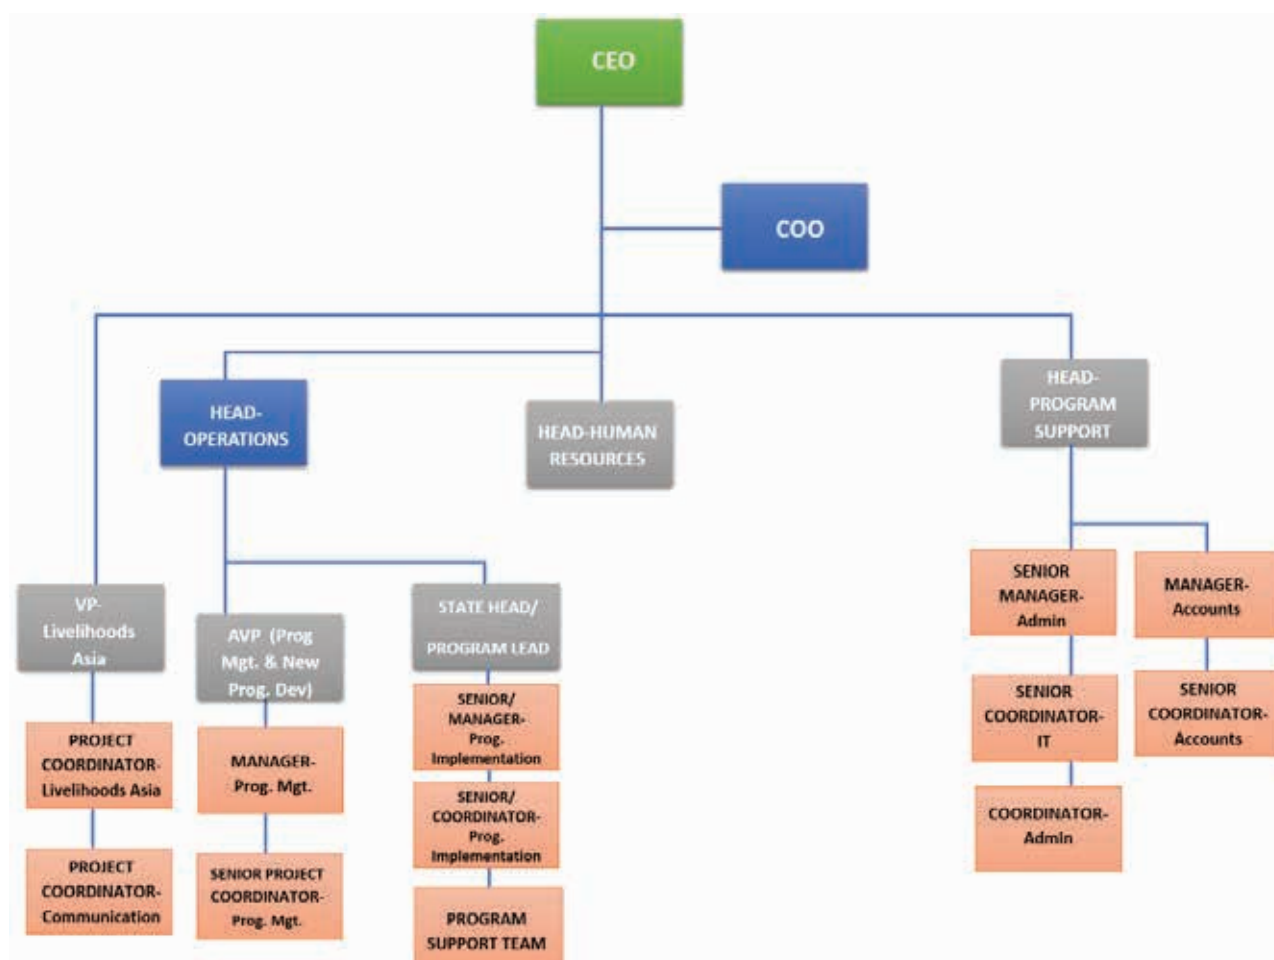 CEO
COO
HEAD-
OPERATIONS
HEAD-HUMAN
RESOURCES
HEAD-
PROGRAM
SUPPORT
VP-
Livelihoods
Asia
AVP (Prog
Mgt. & New
Prog. Dev)
STATE HEAD/
PROGRAM LEAD
SENIOR
MANAGER-
Admin
MANAGER-
Accounts
PROJECT
COORDINATOR-
Livelihoods Asia
MANAGER-
Prog. Mgt.
SENIOR/
MANAGER-
Prog.
Implementation
SENIOR
COORDINATOR-
IT
SENIOR
COORDINATOR-
Accounts
SENIOR/
COORDINATOR-
Prog.
Implementation
COORDINATOR-
Admin
PROJECT
COORDINATOR-
Communication
SENIOR PROJECT
COORDINATOR-
Prog. Mgt.
PROGRAM
SUPPORT TEAM